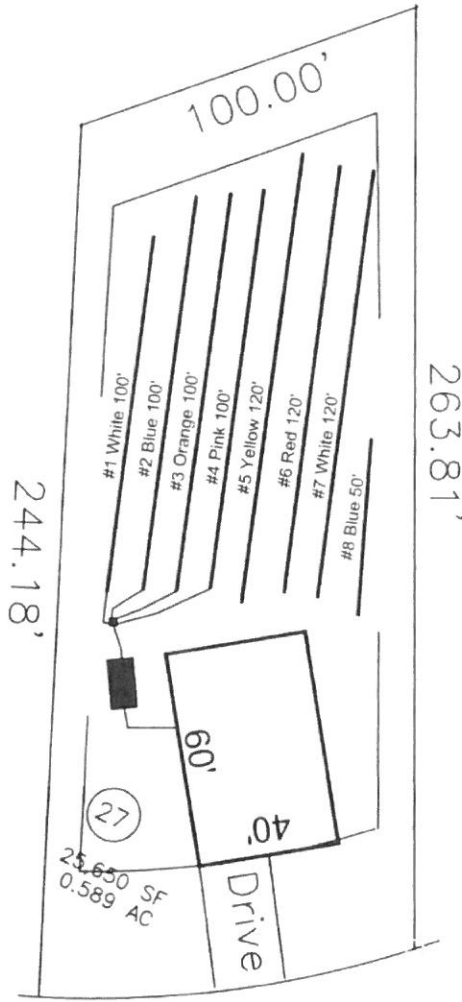 100.00'
263.81'
#1 White 100'
#2 Blue 100'
#3 Orange 100'
#4 Pink 100'
#5 Yellow 120'
#6 Red 120'
#7 White 120'
#8 Blue 50'
244.18'
60'
40'
27
25,650 SF
0.589 AC
Drive